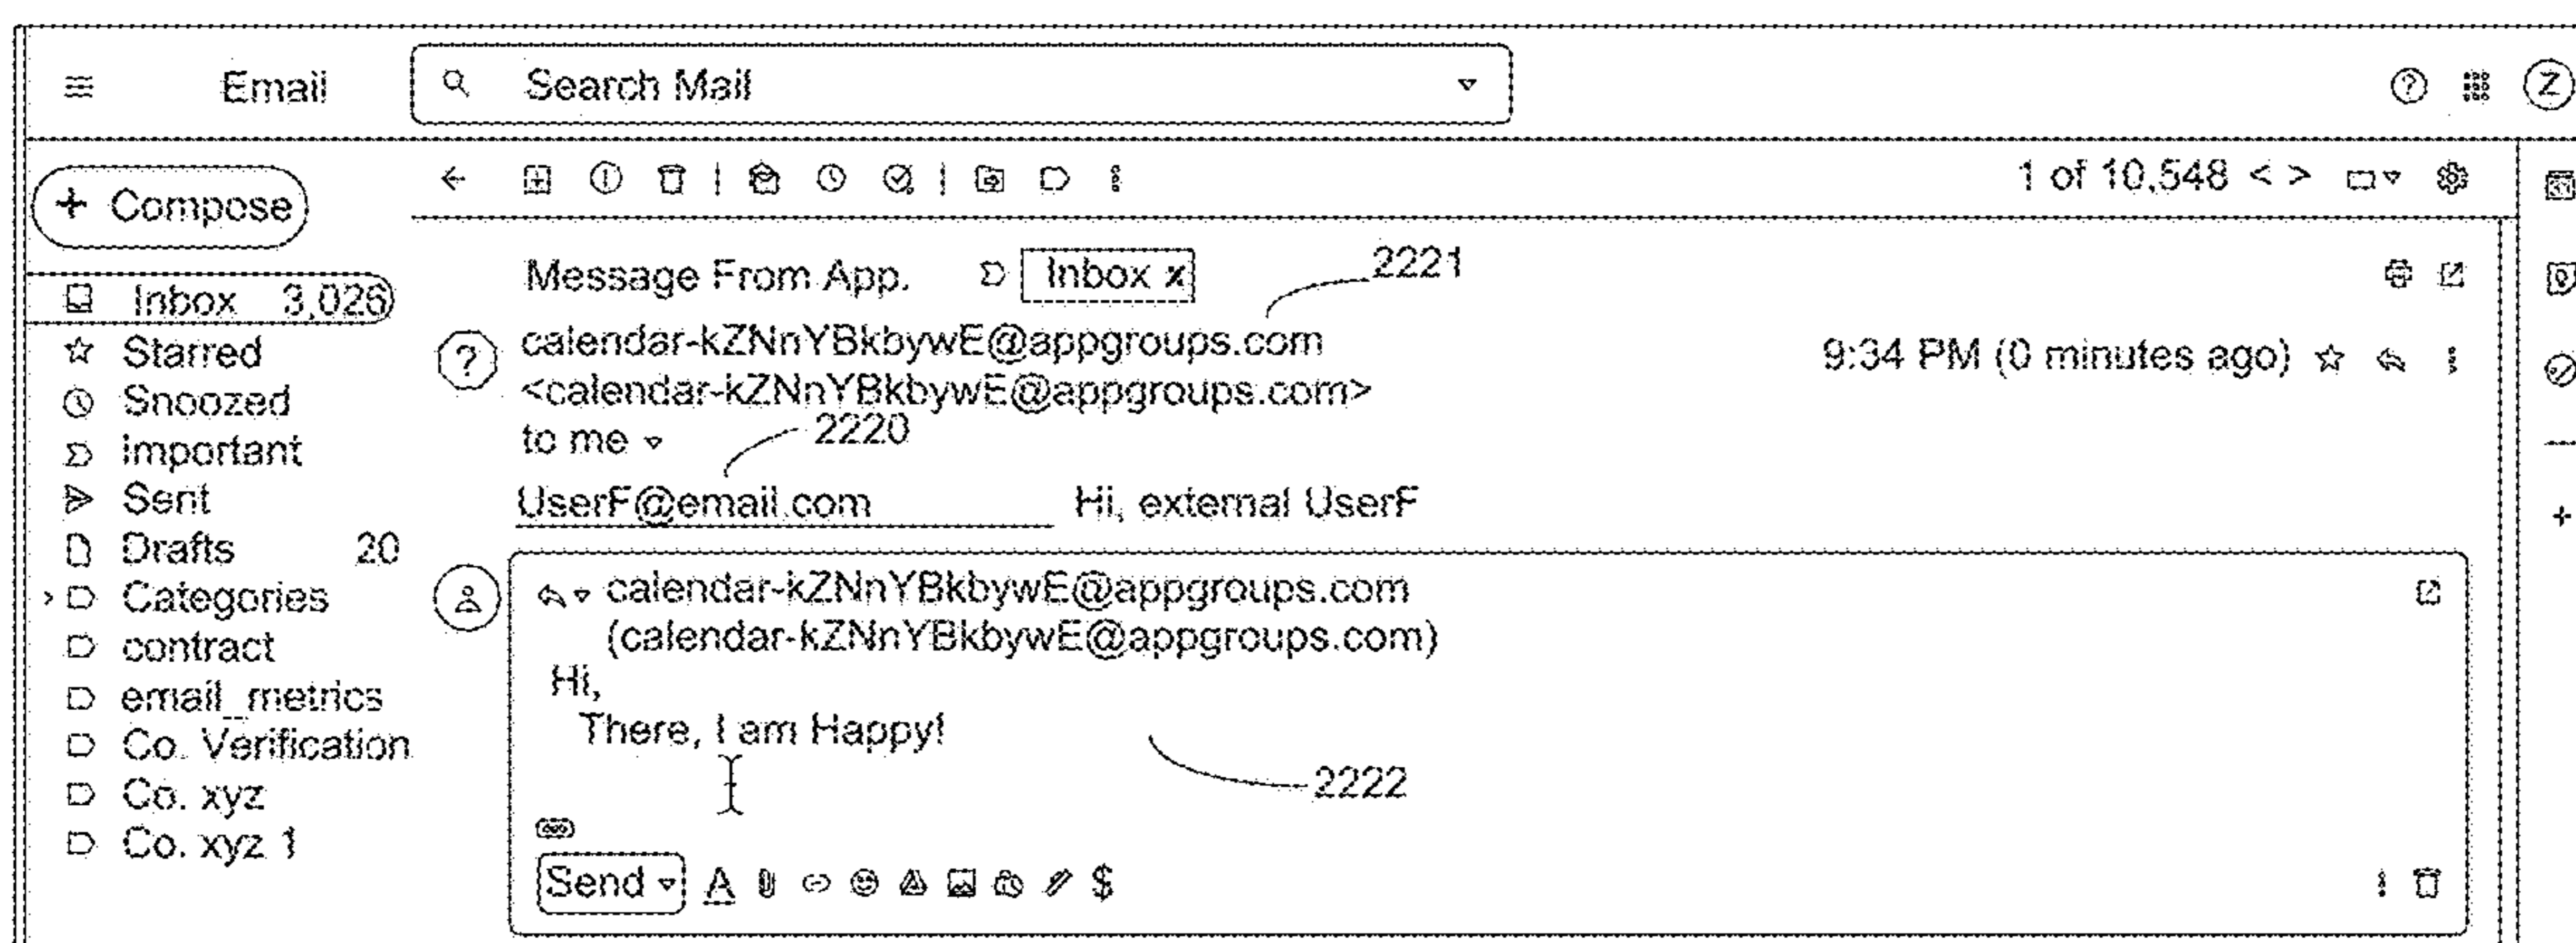 Email
Search Mail
?
Z
+ Compose
1 of 10,548 < >
Message From App.
Inbox x
2221
Inbox 3,026
Starred
Snoozed
important
Sent
Drafts 20
Categories
contract
email_metrics
Co. Verification
Co. xyz
Co. xyz 1
?
calendar-kZNnYBkbywE@appgroups.com
<calendar-kZNnYBkbywE@appgroups.com>
9:34 PM (0 minutes ago)
to me
2220
UserF@email.com Hi, external UserF
calendar-kZNnYBkbywE@appgroups.com
(calendar-kZNnYBkbywE@appgroups.com)
Hi,
There, I am Happy!
2222
Send A $